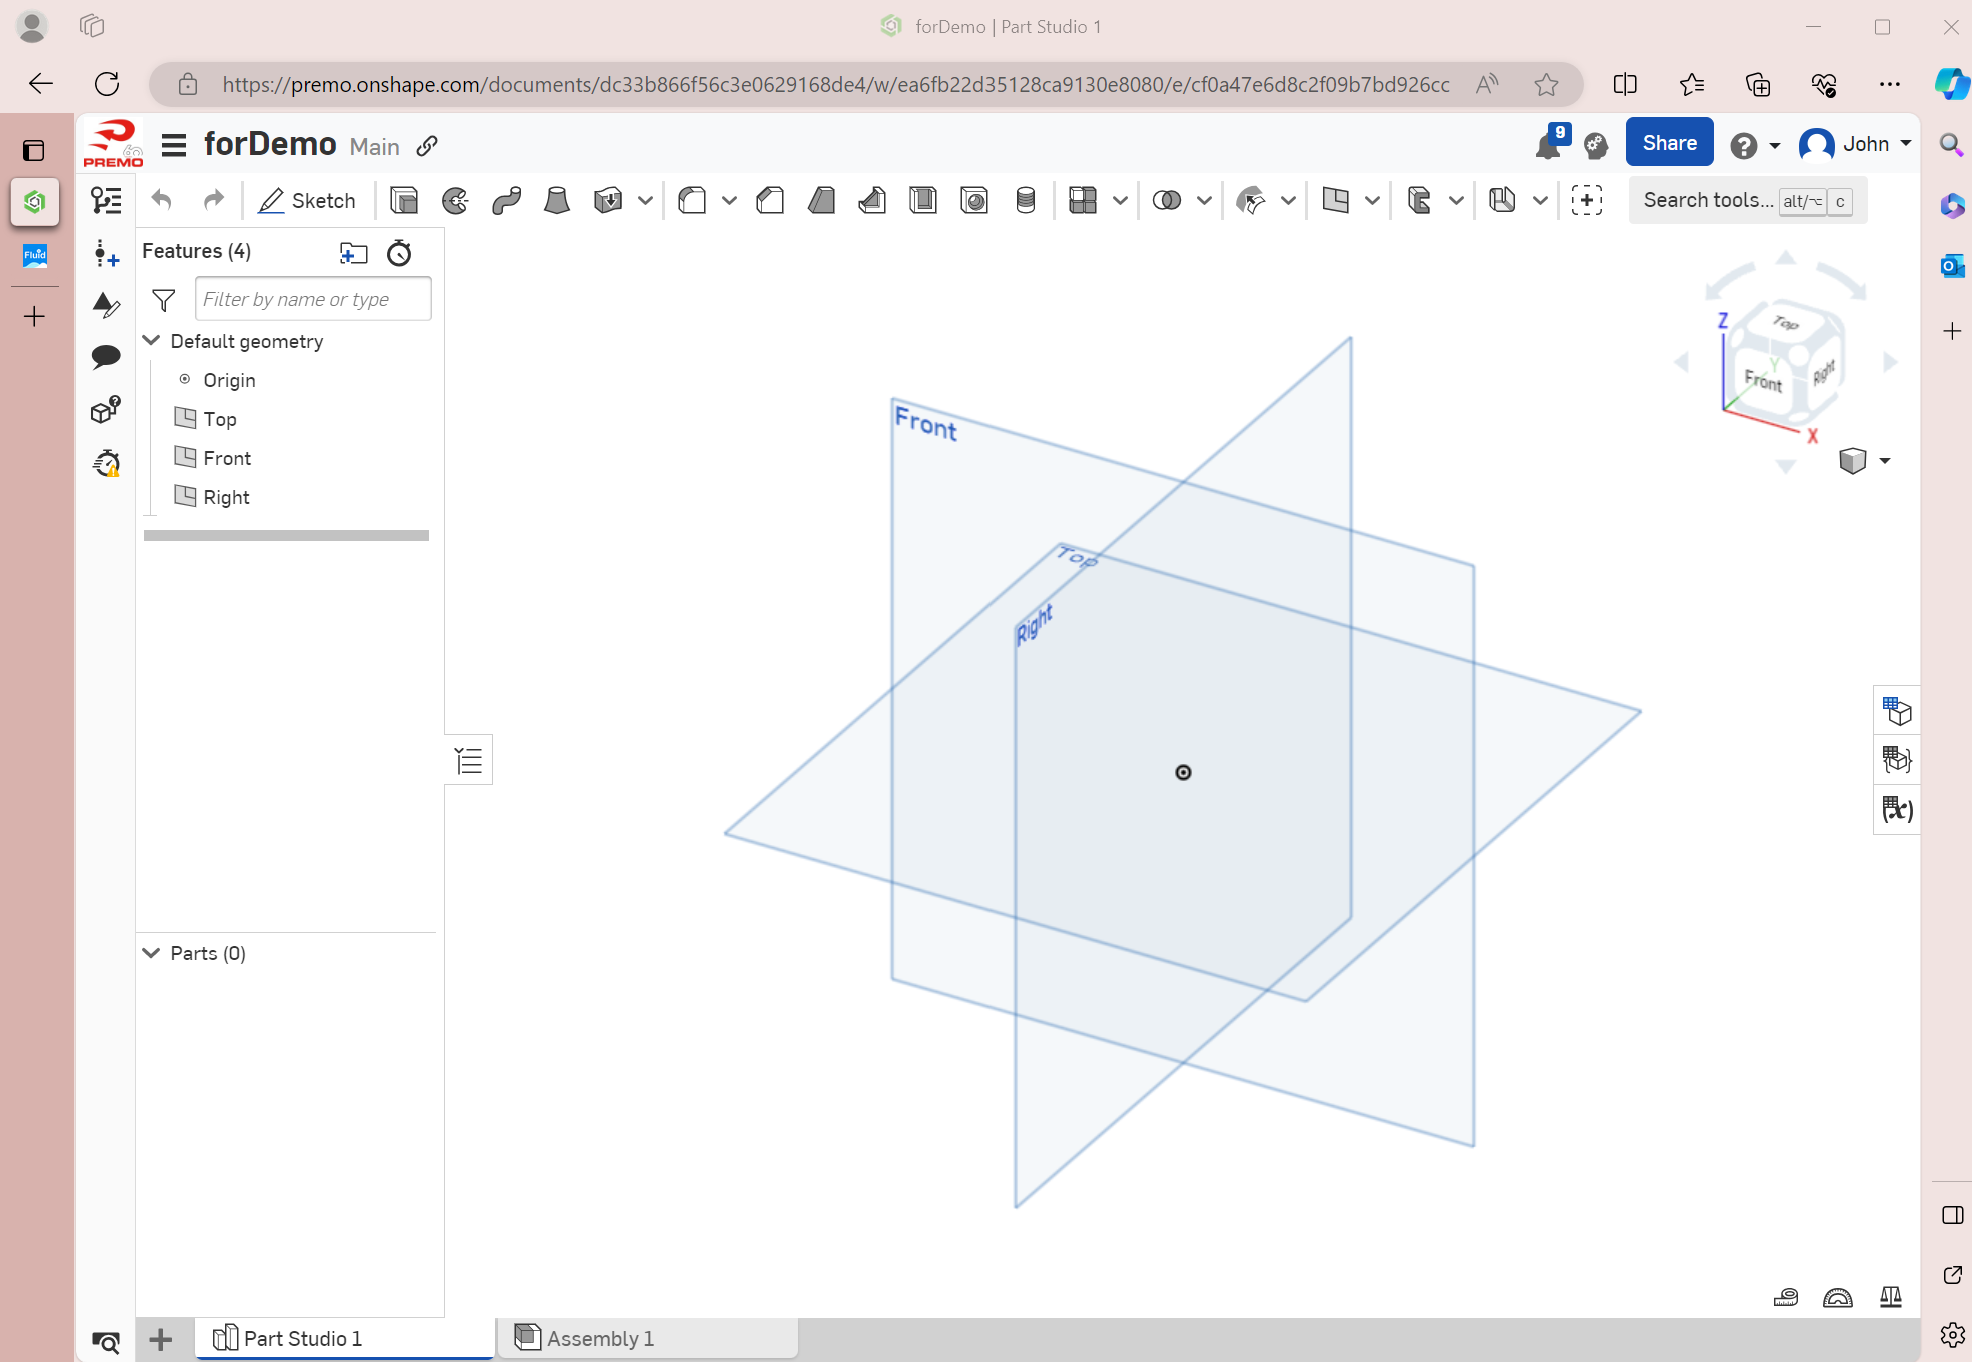 forDemo | Part Studio 1
https://premo.onshape.com/documents/dc33b866f56c3e0629168de4/w/ea6fb22d35128ca9130e8080/e/cf0a47e6d8c2f09b7bd926cc
PREMO forDemo Main 9 Share John
Sketch Search tools... alt/⌥ c
Fluid
Features (4)
Filter by name or type
Default geometry
Origin
Top
Front
Right
Front
Top
Right
Z
Top
Y
Front
Right
X
(x)
Parts (0)
Part Studio 1
Assembly 1